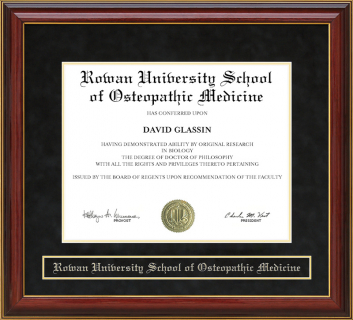 Rowan University School
of Osteopathic Medicine
HAS CONFERRED UPON
DAVID GLASSIN
HAVING DEMONSTRATED ABILITY BY ORIGINAL RESEARCH
IN BIOLOGY
THE DEGREE OF DOCTOR OF PHILOSOPHY
WITH ALL THE RIGHTS AND PRIVILEGES THERETO PERTAINING
ISSUED BY THE BOARD OF REGENTS UPON RECOMMENDATION OF THE FACULTY
PROVOST
PRESIDENT
Rowan University School of Osteopathic Medicine